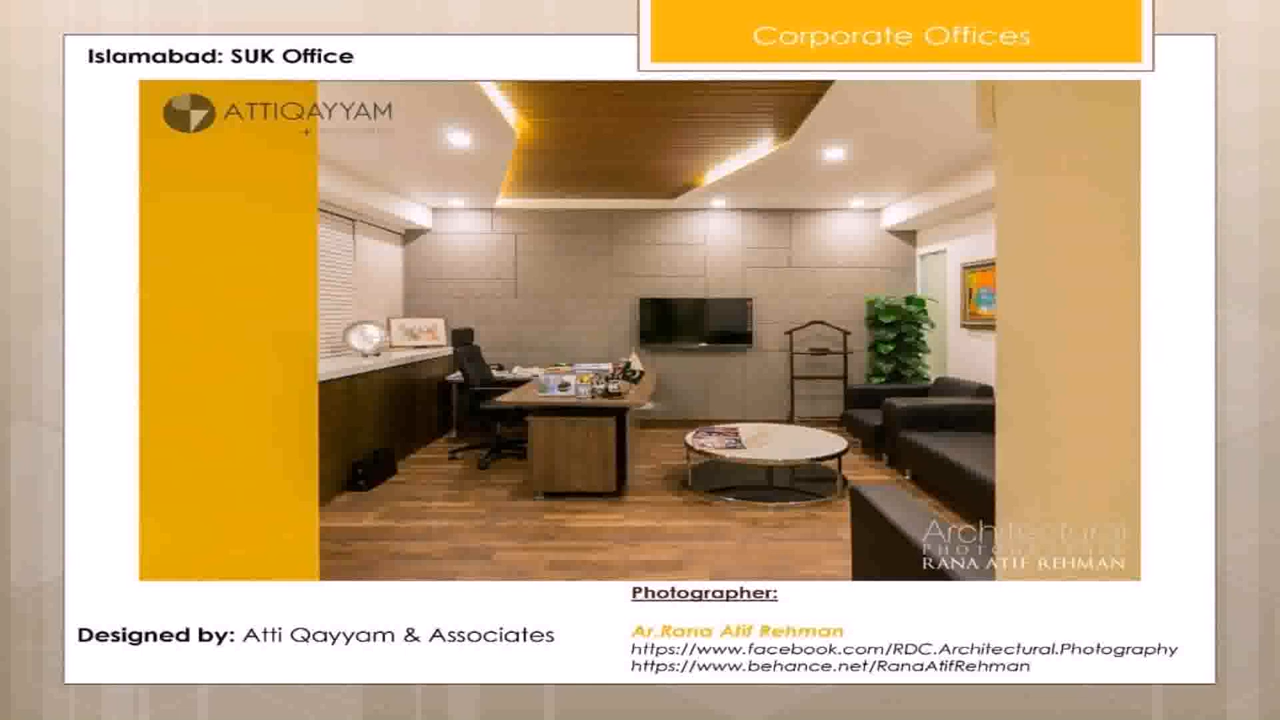 Corporate Offices
Islamabad: SUK Office
ATTIQAYYAM
+
Architectural
PHOTOGRAPHER
RANA ATIF REHMAN
Photographer:
Designed by: Atti Qayyam & Associates
Ar.Rana Atif Rehman
https://www.facebook.com/RDC.Architectural.Photography
https://www.behance.net/RanaAtifRehman